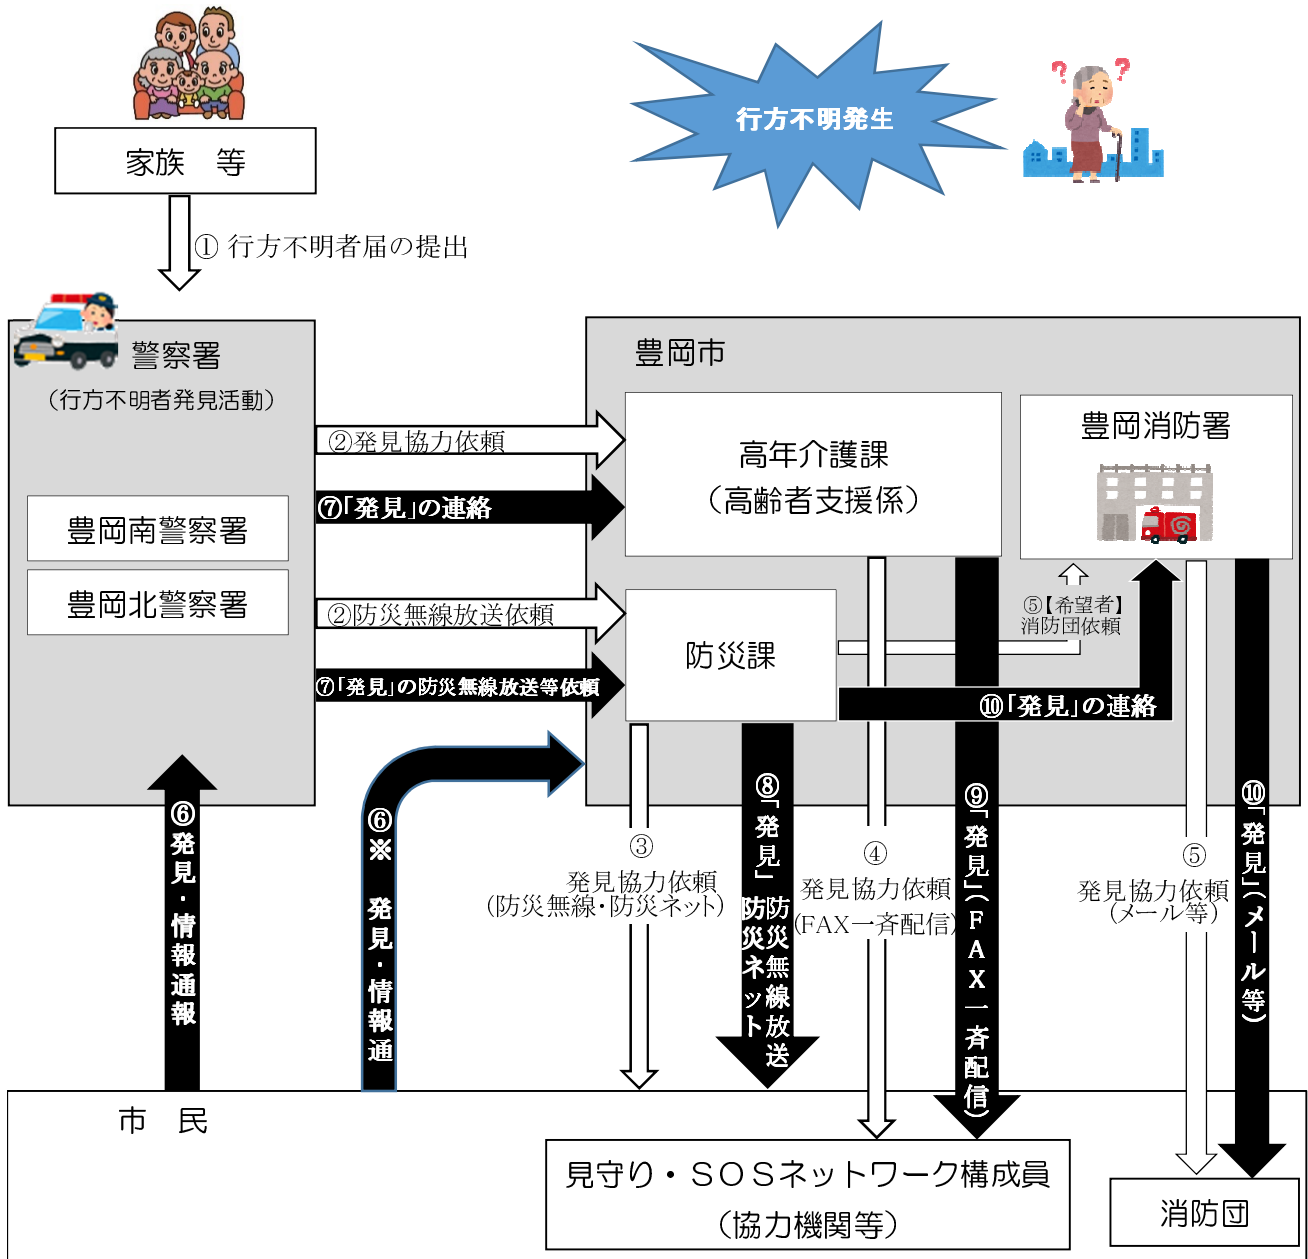 行方不明発生
家族　等
① 行方不明者届の提出
警察署
（行方不明者発見活動）
豊岡南警察署
豊岡北警察署
豊岡市
②発見協力依頼
⑦「発見」の連絡
高年介護課
（高齢者支援係）
豊岡消防署
②防災無線放送依頼
⑦「発見」の防災無線放送等依頼
防災課
⑤【希望者】
消防団依頼
⑩「発見」の連絡
⑥発見・情報通報
⑥※　発見・情報通
③
発見協力依頼
(防災無線・防災ネット)
⑧「発見」防災無線放送
防災ネット
④
発見協力依頼
(FAX一斉配信)
⑨「発見」(FAX一斉配信)
⑤
発見協力依頼
(メール等)
⑩「発見」(メール等)
市　民
見守り・ＳＯＳネットワーク構成員
（協力機関等）
消防団